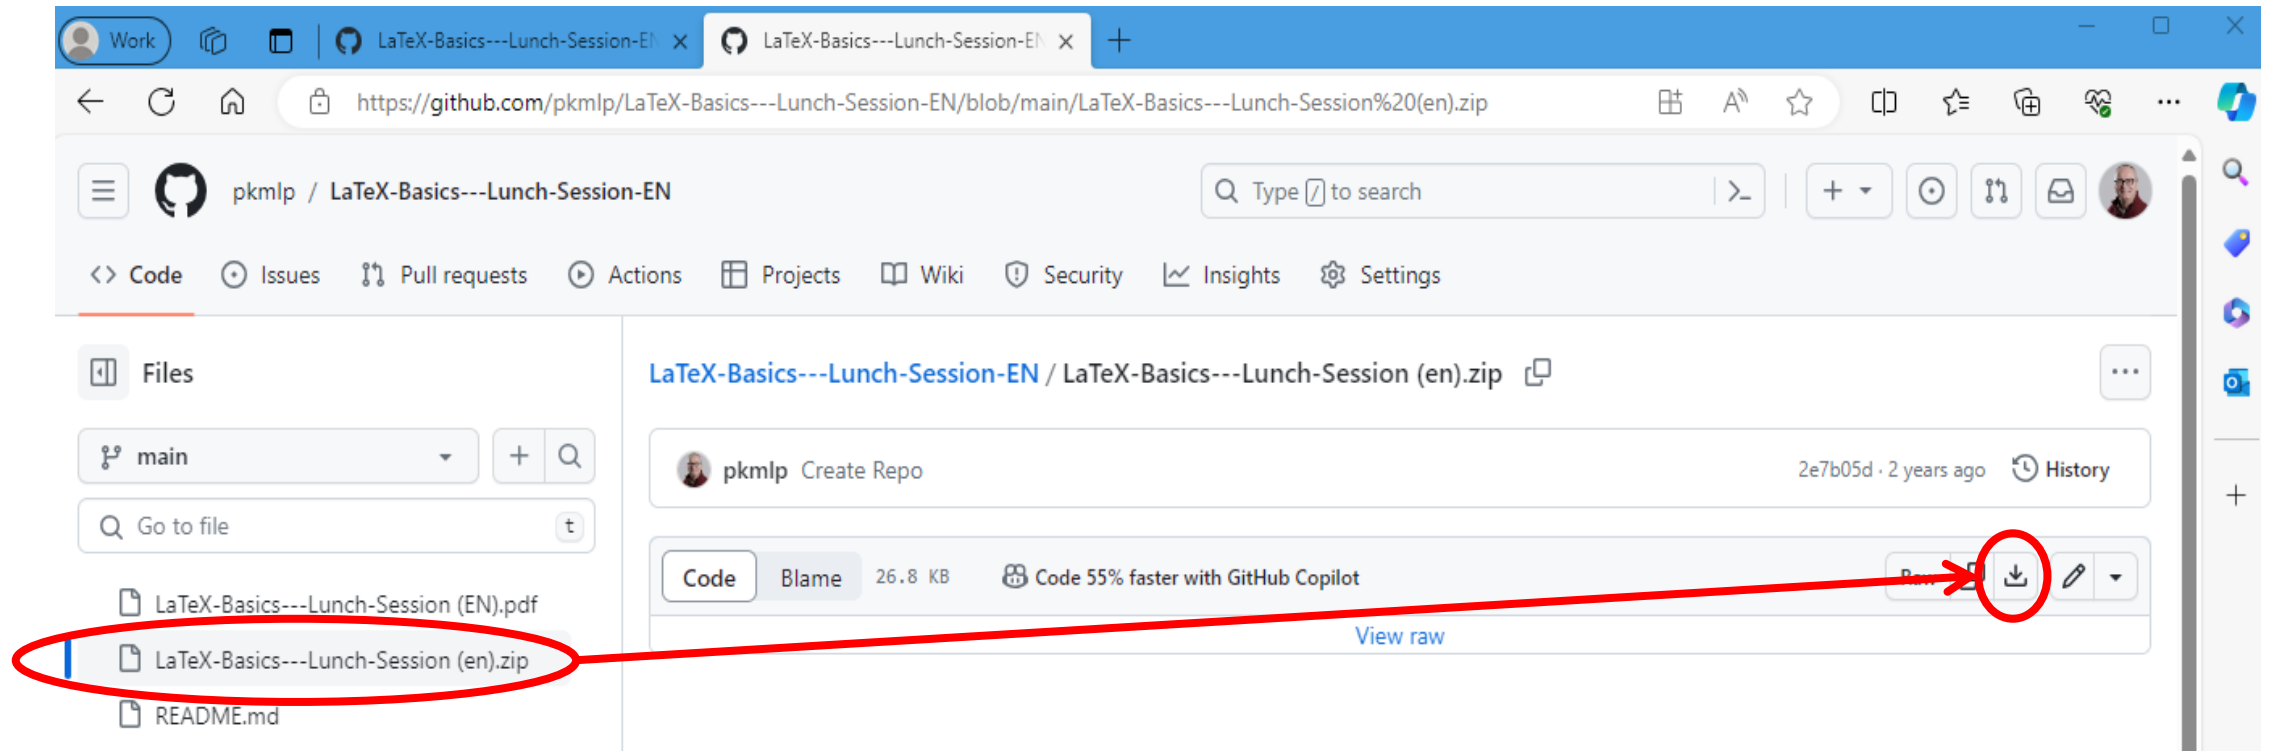 Work LaTeX-Basics---Lunch-Session-EN LaTeX-Basics---Lunch-Session-EN
https://github.com/pkmlp/LaTeX-Basics---Lunch-Session-EN/blob/main/LaTeX-Basics---Lunch-Session%20(en).zip
pkmlp / LaTeX-Basics---Lunch-Session-EN Type / to search
Code Issues Pull requests Actions Projects Wiki Security Insights Settings
Files
LaTeX-Basics---Lunch-Session-EN / LaTeX-Basics---Lunch-Session (en).zip
main
pkmlp Create Repo 2e7b05d · 2 years ago History
Go to file t
Code Blame 26.8 KB Code 55% faster with GitHub Copilot Raw
LaTeX-Basics---Lunch-Session (EN).pdf
View raw
LaTeX-Basics---Lunch-Session (en).zip
README.md